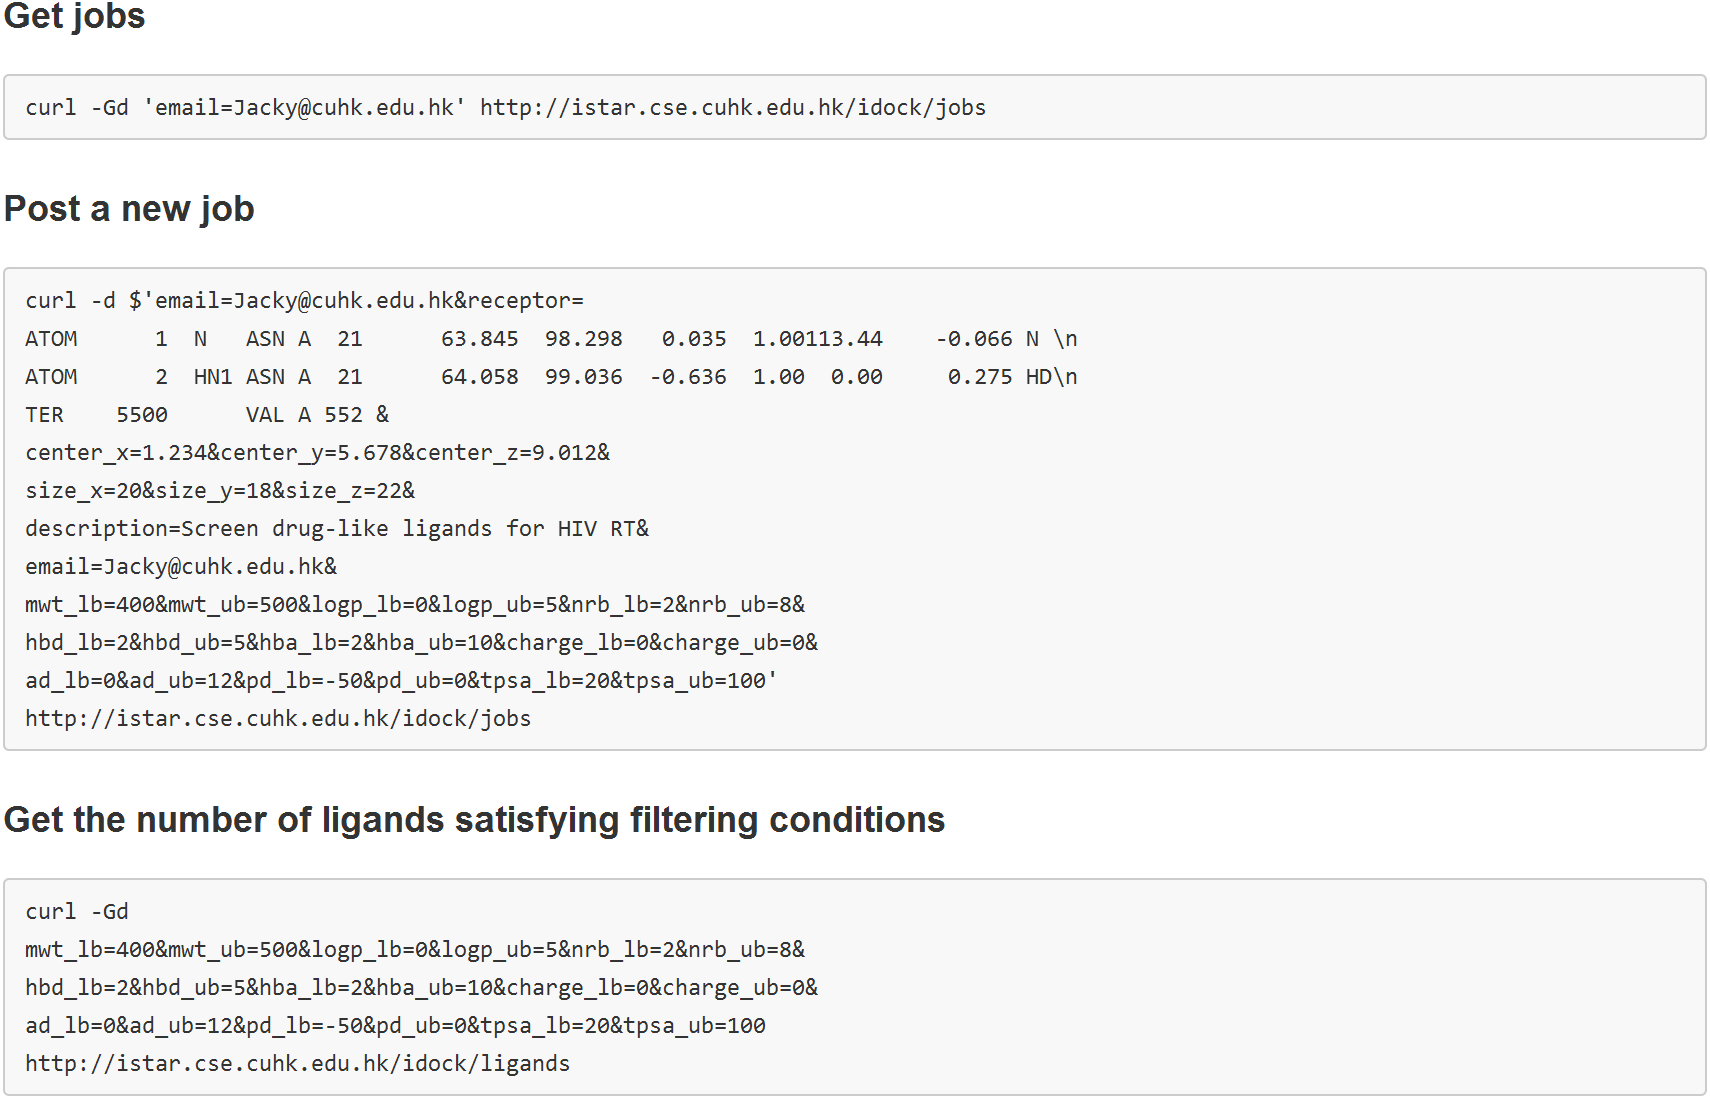 Get jobs
curl -Gd 'email=Jacky@cuhk.edu.hk' http://istar.cse.cuhk.edu.hk/idock/jobs
Post a new job
curl -d $'email=Jacky@cuhk.edu.hk&receptor=
ATOM      1  N   ASN A  21      63.845  98.298   0.035  1.00113.44    -0.066 N \n
ATOM      2  HN1 ASN A  21      64.058  99.036  -0.636  1.00  0.00     0.275 HD\n
TER    5500      VAL A 552 &
center_x=1.234&center_y=5.678&center_z=9.012&
size_x=20&size_y=18&size_z=22&
description=Screen drug-like ligands for HIV RT&
email=Jacky@cuhk.edu.hk&
mwt_lb=400&mwt_ub=500&logp_lb=0&logp_ub=5&nrb_lb=2&nrb_ub=8&
hbd_lb=2&hbd_ub=5&hba_lb=2&hba_ub=10&charge_lb=0&charge_ub=0&
ad_lb=0&ad_ub=12&pd_lb=-50&pd_ub=0&tpsa_lb=20&tpsa_ub=100'
http://istar.cse.cuhk.edu.hk/idock/jobs
Get the number of ligands satisfying filtering conditions
curl -Gd
mwt_lb=400&mwt_ub=500&logp_lb=0&logp_ub=5&nrb_lb=2&nrb_ub=8&
hbd_lb=2&hbd_ub=5&hba_lb=2&hba_ub=10&charge_lb=0&charge_ub=0&
ad_lb=0&ad_ub=12&pd_lb=-50&pd_ub=0&tpsa_lb=20&tpsa_ub=100
http://istar.cse.cuhk.edu.hk/idock/ligands